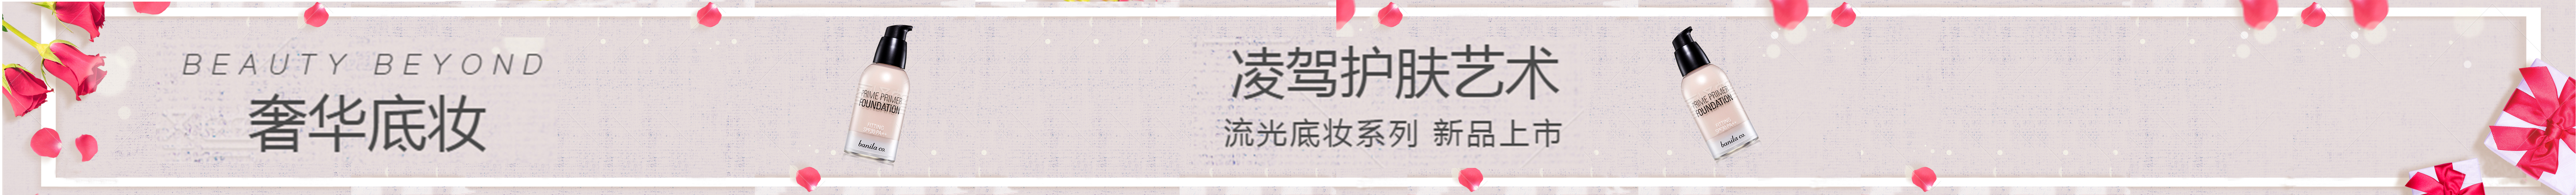 BEAUTY BEYOND
奢华底妆
PRIME PRIMER
FOUNDATION
banila co.
凌驾护肤艺术
流光底妆系列 新品上市
PRIME PRIMER
FOUNDATION
banila co.